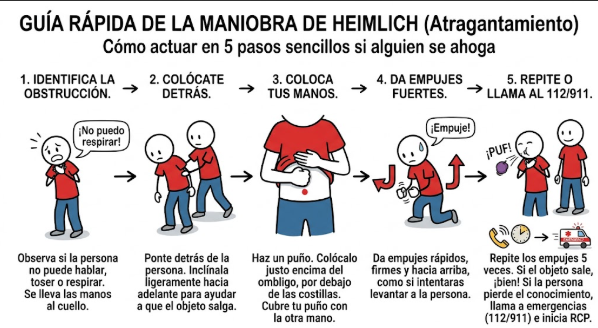 GUÍA RÁPIDA DE LA MANIOBRA DE HEIMLICH (Atragantamiento)
Cómo actuar en 5 pasos sencillos si alguien se ahoga
1. IDENTIFICA LA
OBSTRUCCIÓN.
2. COLÓCATE
DETRÁS.
3. COLOCA
TUS MANOS.
4. DA EMPUJES
FUERTES.
5. REPITE O
LLAMA AL 112/911.
¡No puedo
respirar!
¡Empuje!
¡PUF!
Observa si la persona
no puede hablar,
toser o respirar.
Se lleva las manos
al cuello.
Ponte detrás de la
persona. Inclínala
ligeramente hacia
adelante para ayudar
a que el objeto salga.
Haz un puño. Colócalo
justo encima del
ombligo, por debajo
de las costillas.
Cubre tu puño con
la otra mano.
Da empujes rápidos,
firmes y hacia arriba,
como si intentaras
levantar a la persona.
Repite los empujes 5
veces. Si el objeto sale,
¡bien! Si la persona
pierde el conocimiento,
llama a emergencias
(112/911) e inicia RCP.